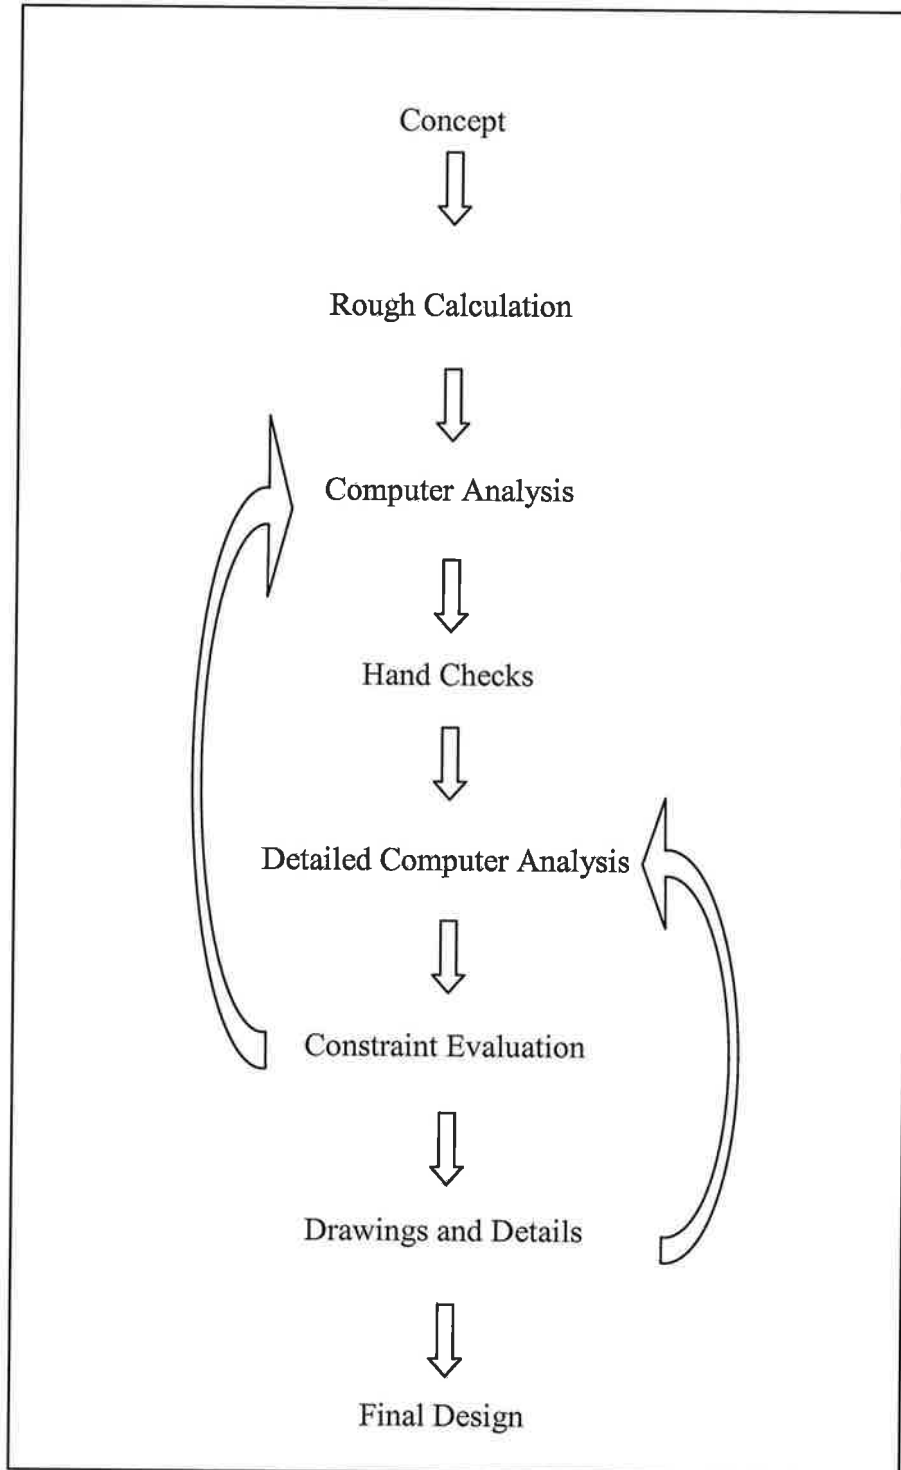 Concept
Rough Calculation
Computer Analysis
Hand Checks
Detailed Computer Analysis
Constraint Evaluation
Drawings and Details
Final Design